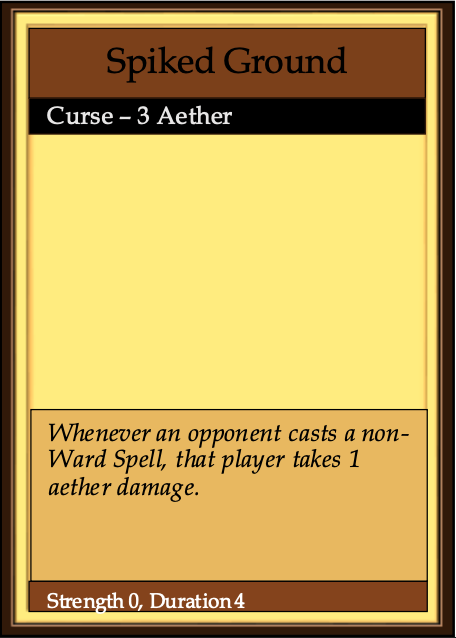 Spiked Ground
Curse – 3 Aether
Whenever an opponent casts a non-
Ward Spell, that player takes 1
aether damage.
Strength 0, Duration 4